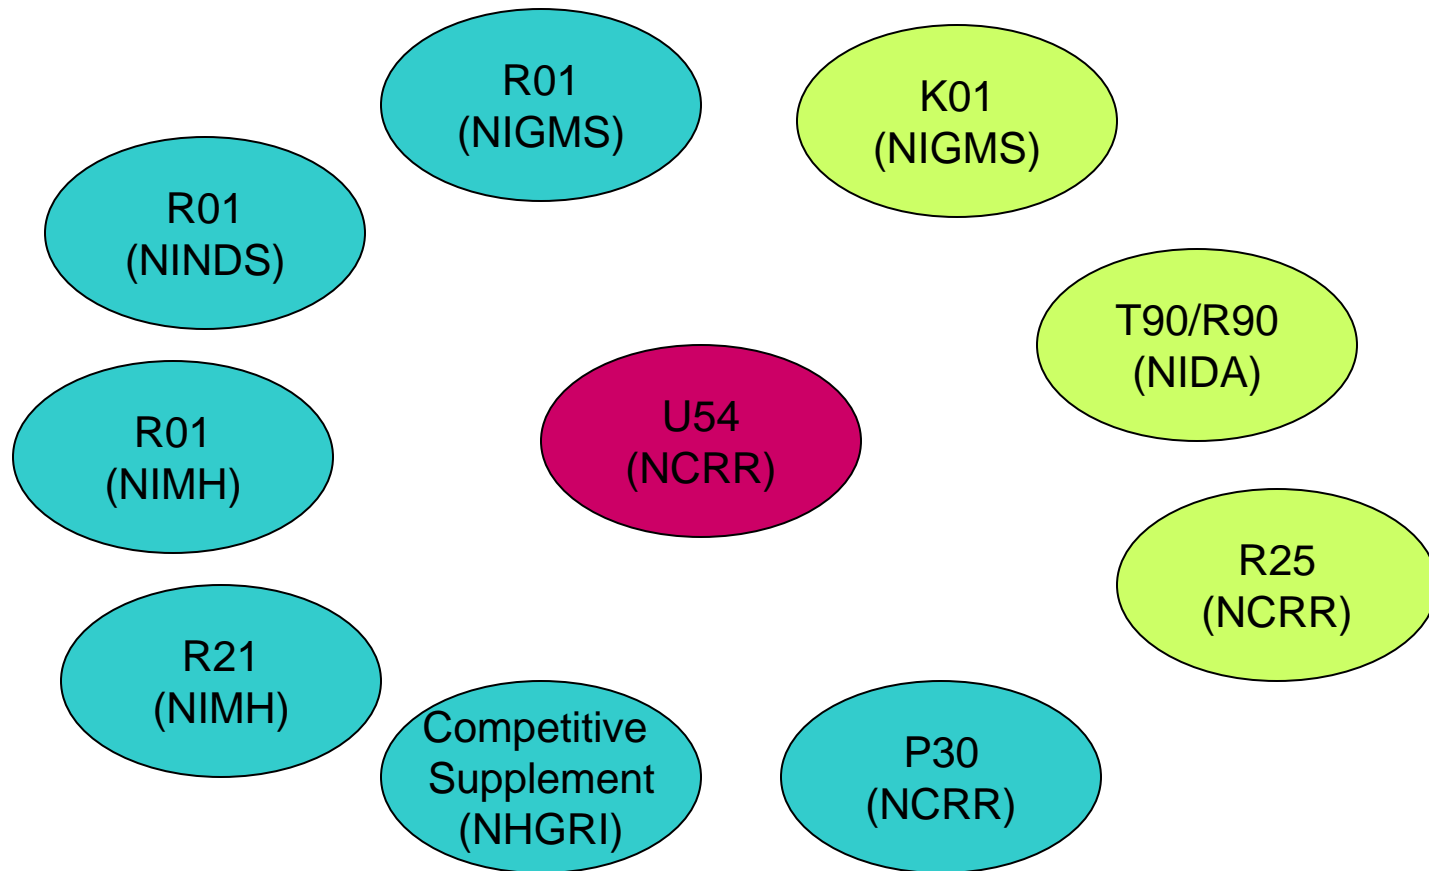 R01
(NIGMS)
K01
(NIGMS)
R01
(NINDS)
T90/R90
(NIDA)
R01
(NIMH)
U54
(NCRR)
R25
(NCRR)
R21
(NIMH)
Competitive
Supplement
(NHGRI)
P30
(NCRR)